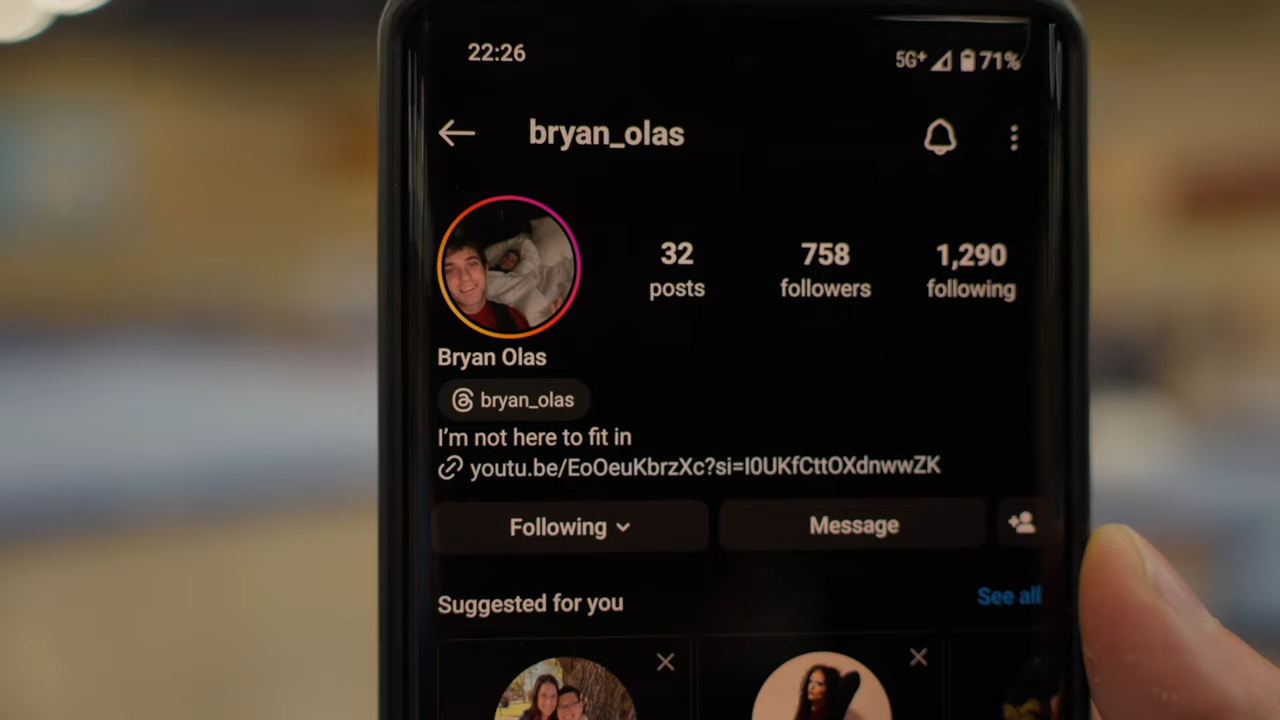 22:26 5G+ 71%
bryan_olas
32 758 1,290
posts followers following
Bryan Olas
bryan_olas
I'm not here to fit in
youtu.be/EoOeuKbrzXc?si=I0UKfCttOXdnwwZK
Following Message
Suggested for you See all